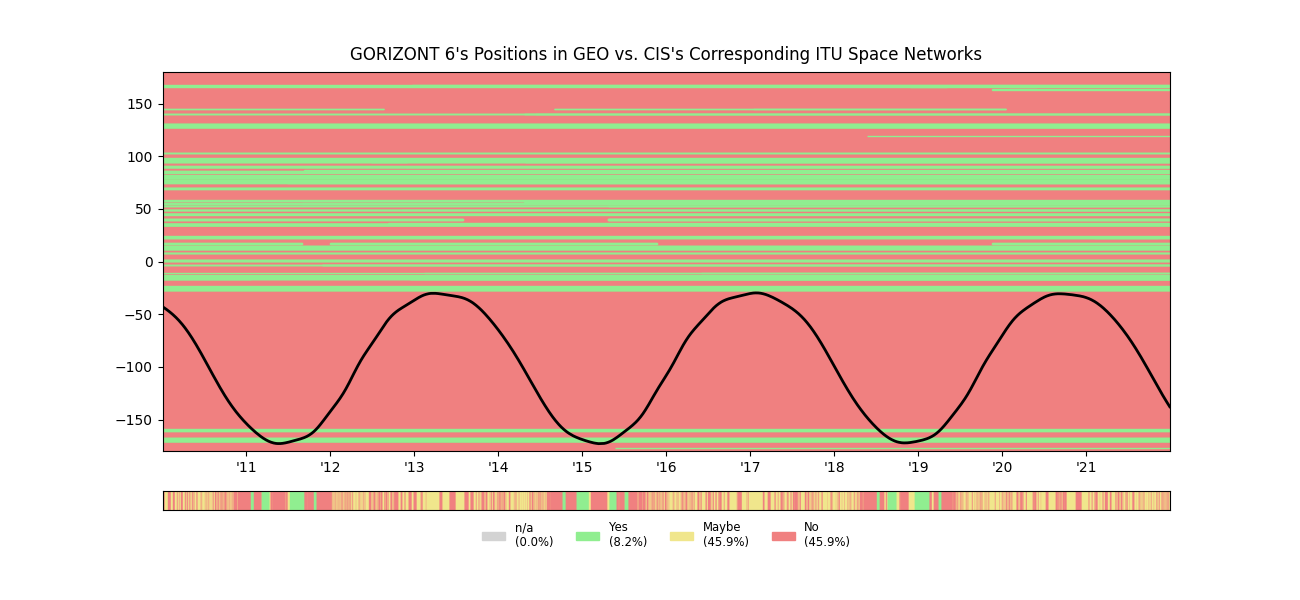 GORIZONT 6's Positions in GEO vs. CIS's Corresponding ITU Space Networks
150
100
50
0
−50
−100
−150
'11 '12 '13 '14 '15 '16 '17 '18 '19 '20 '21
n/a Yes Maybe No
(0.0%) (8.2%) (45.9%) (45.9%)